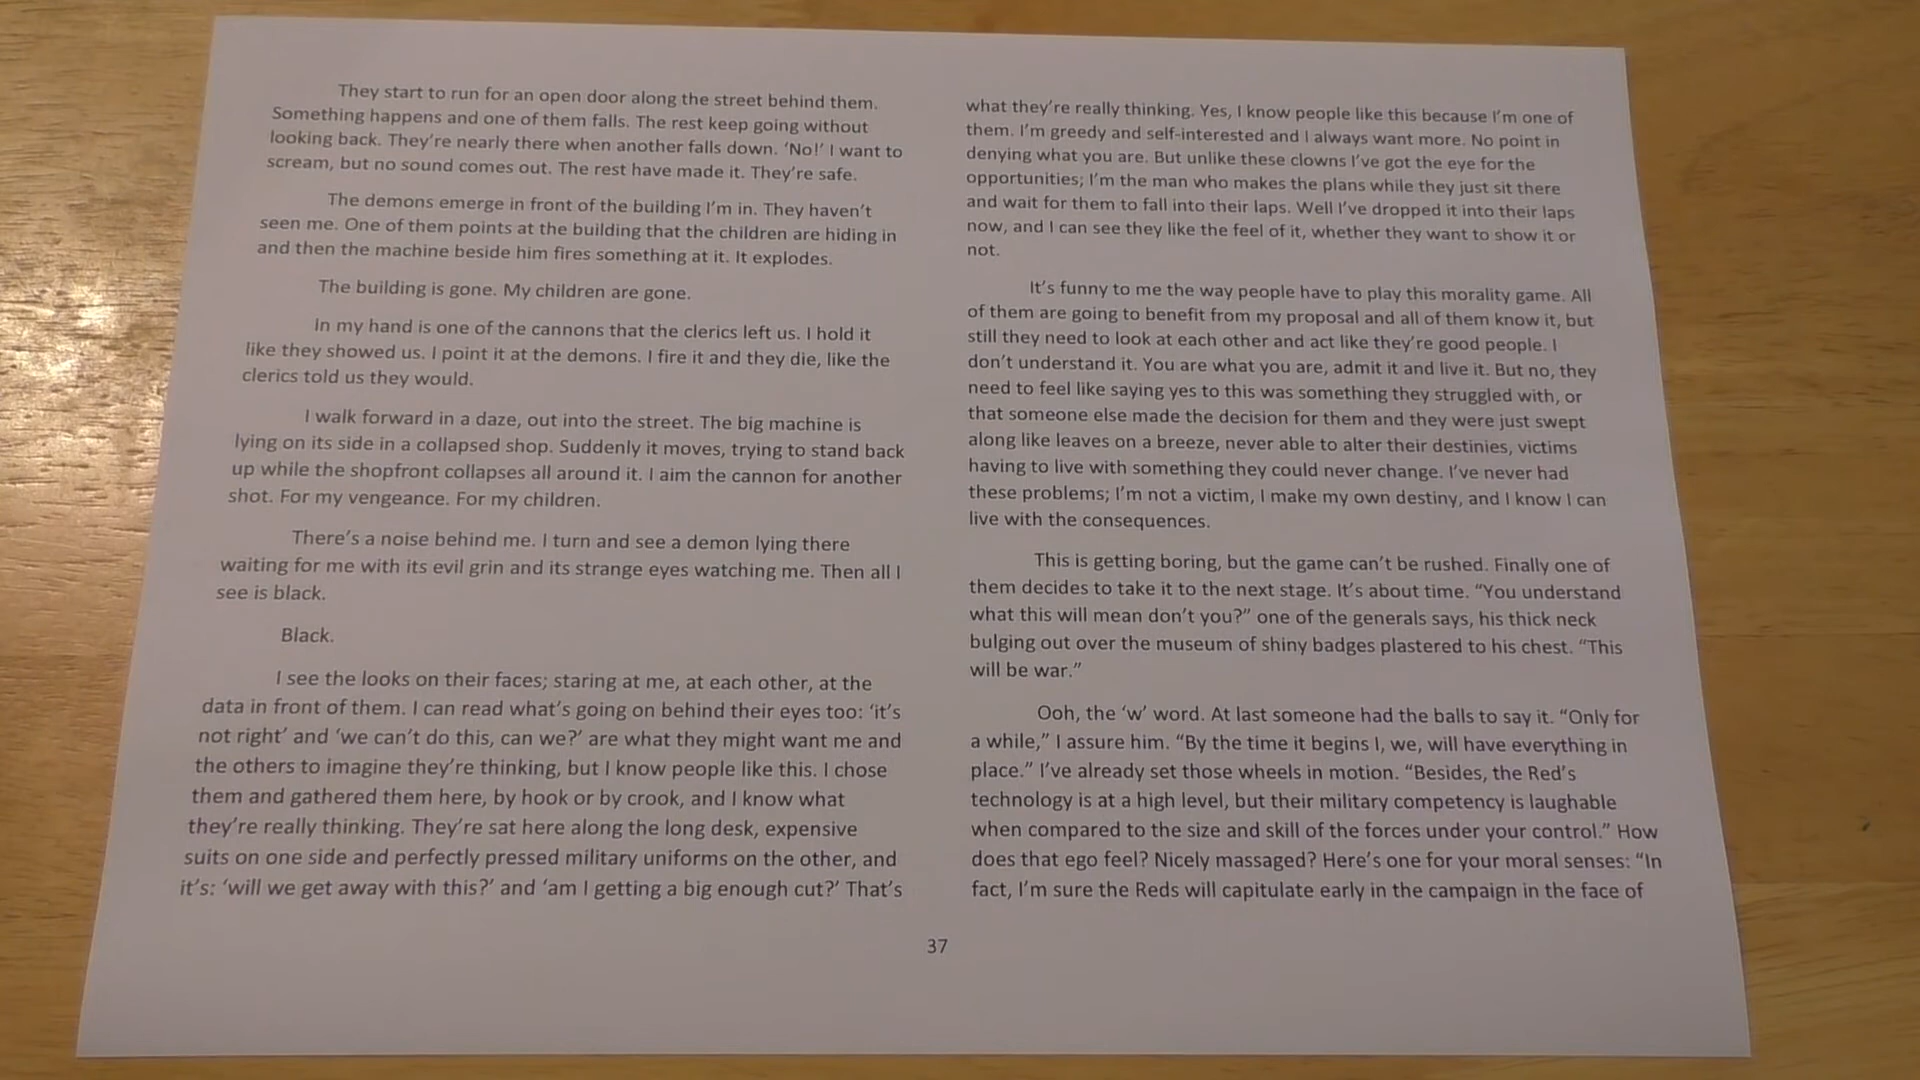 They start to run for an open door along the street behind them.
Something happens and one of them falls. The rest keep going without
looking back. They're nearly there when another falls down. 'No!' I want to
scream, but no sound comes out. The rest have made it. They're safe.
The demons emerge in front of the building I'm in. They haven't
seen me. One of them points at the building that the children are hiding in
and then the machine beside him fires something at it. It explodes.
The building is gone. My children are gone.
In my hand is one of the cannons that the clerics left us. I hold it
like they showed us. I point it at the demons. I fire it and they die, like the
clerics told us they would.
I walk forward in a daze, out into the street. The big machine is
lying on its side in a collapsed shop. Suddenly it moves, trying to stand back
up while the shopfront collapses all around it. I aim the cannon for another
shot. For my vengeance. For my children.
There's a noise behind me. I turn and see a demon lying there
waiting for me with its evil grin and its strange eyes watching me. Then all I
see is black.
Black.
I see the looks on their faces; staring at me, at each other, at the
data in front of them. I can read what's going on behind their eyes too: 'it's
not right' and 'we can't do this, can we?' are what they might want me and
the others to imagine they're thinking, but I know people like this. I chose
them and gathered them here, by hook or by crook, and I know what
they're really thinking. They're sat here along the long desk, expensive
suits on one side and perfectly pressed military uniforms on the other, and
it's: 'will we get away with this?' and 'am I getting a big enough cut?' That's
what they're really thinking. Yes, I know people like this because I'm one of
them. I'm greedy and self-interested and I always want more. No point in
denying what you are. But unlike these clowns I've got the eye for the
opportunities; I'm the man who makes the plans while they just sit there
and wait for them to fall into their laps. Well I've dropped it into their laps
now, and I can see they like the feel of it, whether they want to show it or
not.
It's funny to me the way people have to play this morality game. All
of them are going to benefit from my proposal and all of them know it, but
still they need to look at each other and act like they're good people. I
don't understand it. You are what you are, admit it and live it. But no, they
need to feel like saying yes to this was something they struggled with, or
that someone else made the decision for them and they were just swept
along like leaves on a breeze, never able to alter their destinies, victims
having to live with something they could never change. I've never had
these problems; I'm not a victim, I make my own destiny, and I know I can
live with the consequences.
This is getting boring, but the game can't be rushed. Finally one of
them decides to take it to the next stage. It's about time. "You understand
what this will mean don't you?" one of the generals says, his thick neck
bulging out over the museum of shiny badges plastered to his chest. "This
will be war."
Ooh, the 'w' word. At last someone had the balls to say it. "Only for
a while," I assure him. "By the time it begins I, we, will have everything in
place." I've already set those wheels in motion. "Besides, the Red's
technology is at a high level, but their military competency is laughable
when compared to the size and skill of the forces under your control." How
does that ego feel? Nicely massaged? Here's one for your moral senses: "In
fact, I'm sure the Reds will capitulate early in the campaign in the face of
37